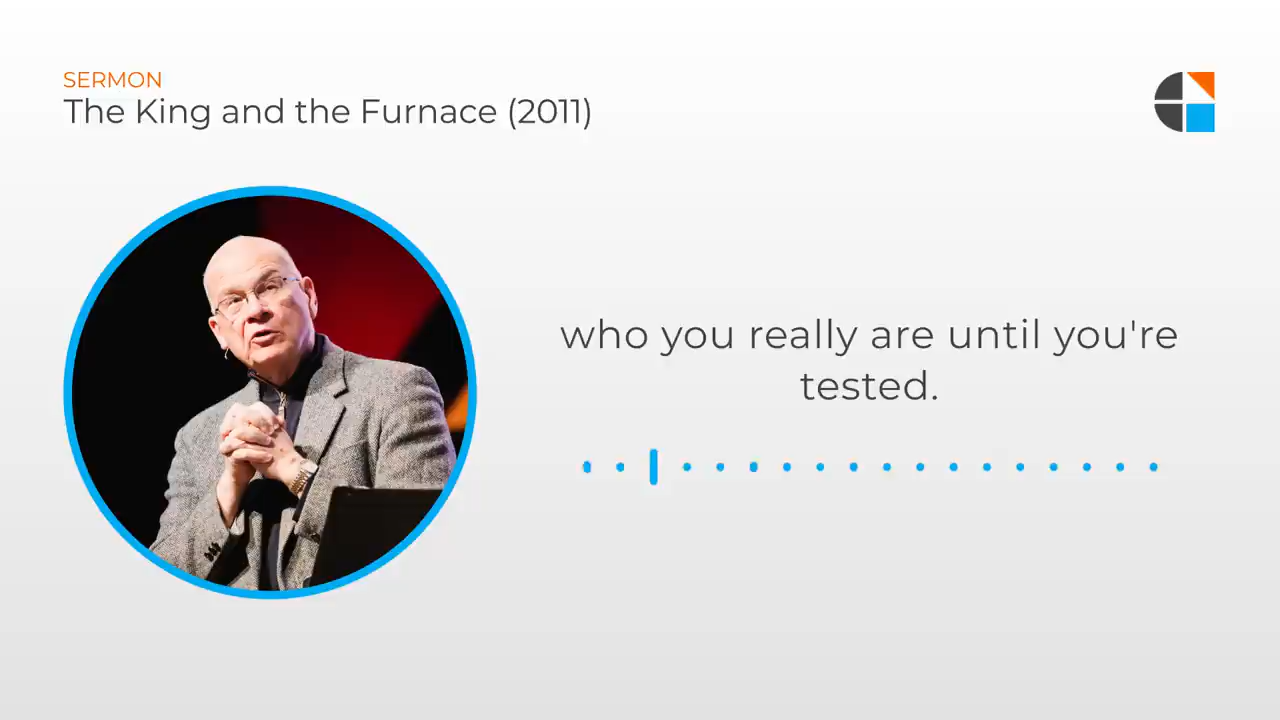 SERMON
The King and the Furnace (2011)
who you really are until you're
tested.